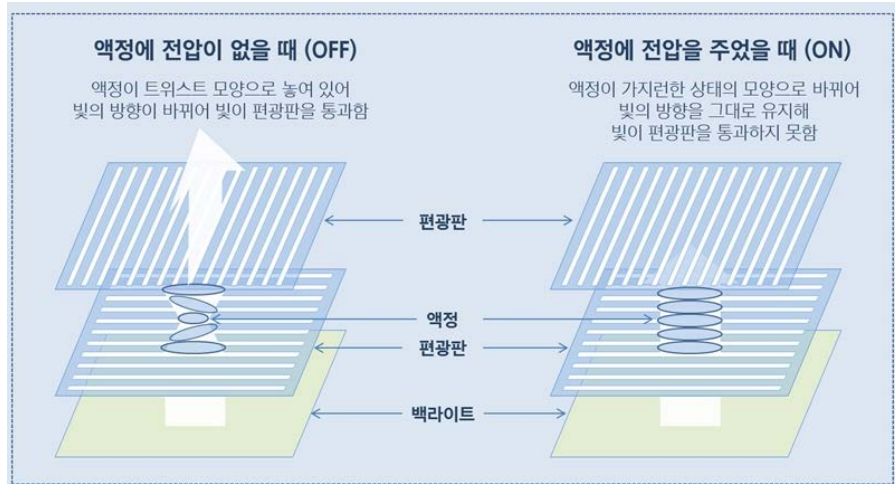 액정에 전압이 없을 때 (OFF)
액정이 트위스트 모양으로 놓여 있어
빛의 방향이 바뀌어 빛이 편광판을 통과함
액정에 전압을 주었을 때 (ON)
액정이 가지런한 상태의 모양으로 바뀌어
빛의 방향을 그대로 유지해
빛이 편광판을 통과하지 못함
편광판
액정
편광판
백라이트